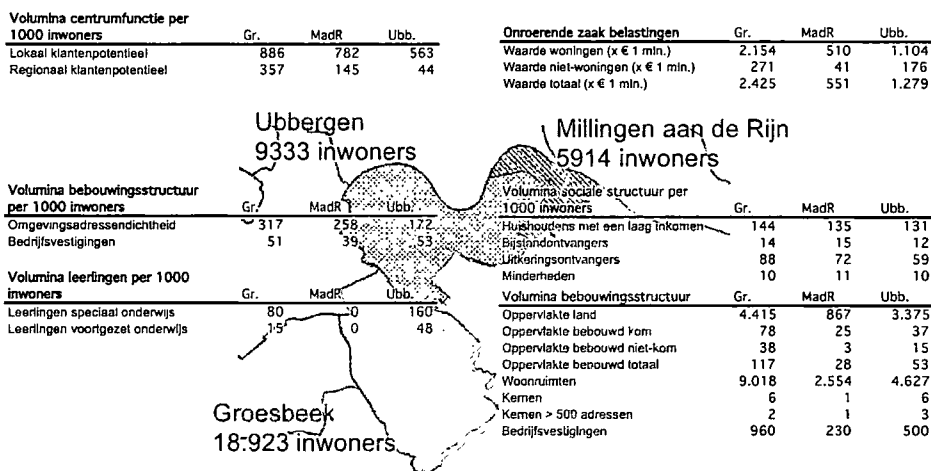 Volumina centrumfunctie per
1000 inwoners Gr. MadR Ubb.
Lokaal klantenpotentieel 886 782 563
Regionaal klantenpotentieel 357 145 44
Onroerende zaak belastingen Gr. MadR Ubb.
Waarde woningen (x € 1 mln.) 2.154 510 1.104
Waarde niet-woningen (x € 1 mln.) 271 41 176
Waarde totaal (x € 1 mln.) 2.425 551 1.279
Ubbergen
9333 inwoners
Millingen aan de Rijn
5914 inwoners
Volumina bebouwingsstructuur
per 1000 inwoners Gr. MadR Ubb.
Omgevingsadressendichtheid 317 258 172
Bedrijfsvestigingen 51 39 53
Volumina sociale structuur per
1000 inwoners Gr. MadR Ubb.
Huishoudens met een laag inkomen 144 135 131
Bijstandontvangers 14 15 12
Uitkeringsontvangers 88 72 59
Minderheden 10 11 10
Volumina leerlingen per 1000
inwoners Gr. MadR Ubb.
Leerlingen speciaal onderwijs 80 0 160
Leerlingen voortgezet onderwijs 15 0 48
Volumina bebouwingsstructuur Gr. MadR Ubb.
Oppervlakte land 4.415 867 3.375
Oppervlakte bebouwd kom 78 25 37
Oppervlakte bebouwd niet-kom 38 3 15
Oppervlakte bebouwd totaal 117 28 53
Woonruimten 9.018 2.554 4.627
Kernen 6 1 6
Kernen > 500 adressen 2 1 3
Bedrijfsvestigingen 960 230 500
Groesbeek
18.923 inwoners